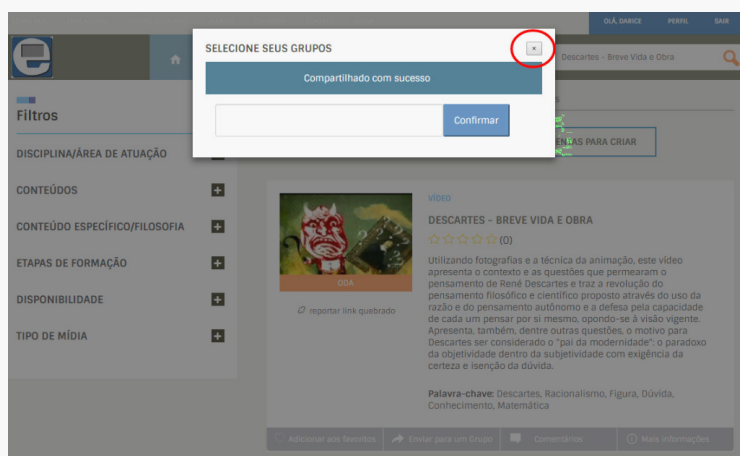 OLÁ, DARICE PERFIL SAIR
SELECIONE SEUS GRUPOS
x
Descartes - Breve Vida e Obra
Compartilhado com sucesso
Confirmar
Filtros
PARA CRIAR
DISCIPLINA/ÁREA DE ATUAÇÃO
CONTEÚDOS
CONTEÚDO ESPECÍFICO/FILOSOFIA
ETAPAS DE FORMAÇÃO
DISPONIBILIDADE
TIPO DE MÍDIA
VÍDEO
DESCARTES – BREVE VIDA E OBRA
(0)
ODA
reportar link quebrado
Utilizando fotografias e a técnica da animação, este vídeo
apresenta o contexto e as questões que permearam o
pensamento de René Descartes e traz a revolução do
pensamento filosófico e científico proposto através do uso da
razão e do pensamento autônomo e a defesa pela capacidade
de cada um pensar por si mesmo, opondo-se à visão vigente.
Apresenta, também, dentre outras questões, o motivo para
Descartes ser considerado o "pai da modernidade": o paradoxo
da objetividade dentro da subjetividade com exigência da
certeza e isenção da dúvida.
Palavra-chave: Descartes, Racionalismo, Figura, Dúvida,
Conhecimento, Matemática
Adicionar aos favoritos Enviar para um Grupo Comentários Mais informações